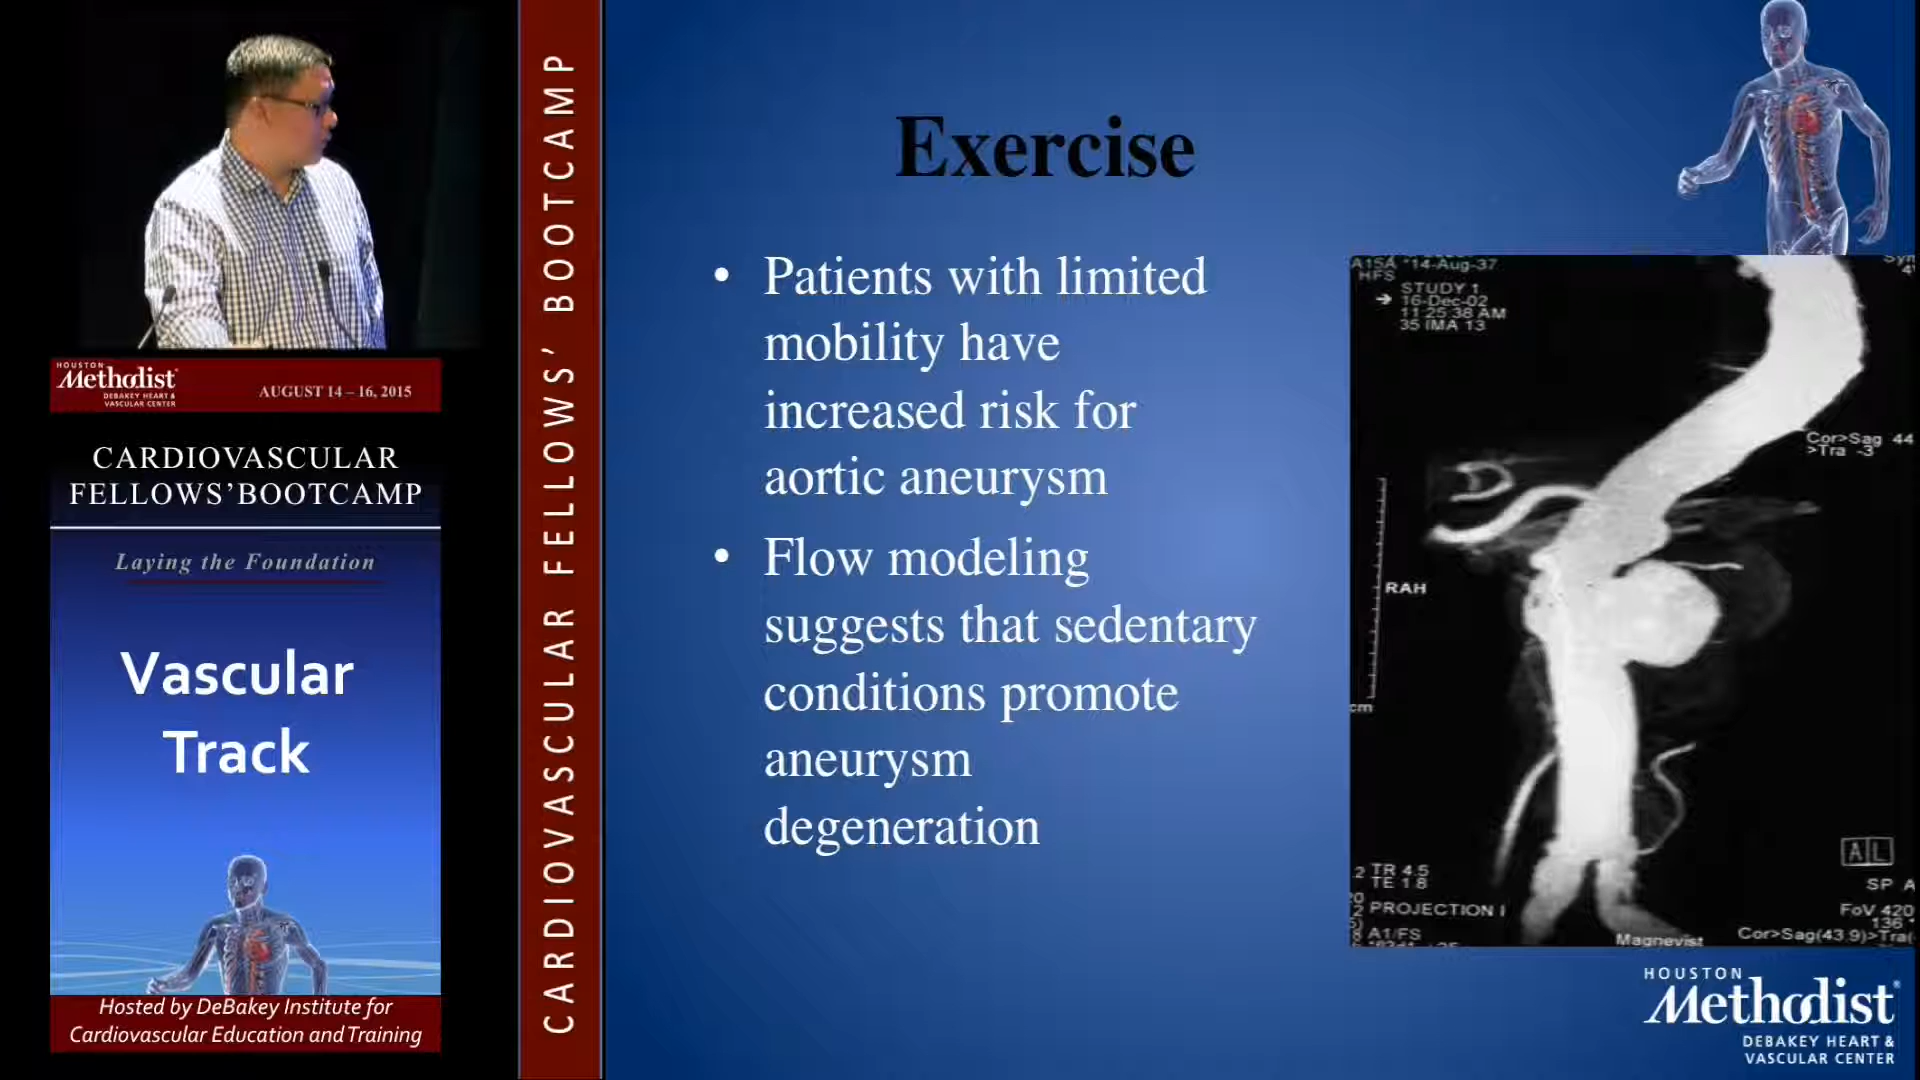 HOUSTON
Methodist
DEBAKEY HEART &
VASCULAR CENTER
AUGUST 14 – 16, 2015
CARDIOVASCULAR
FELLOWS'BOOTCAMP
Laying the Foundation
Vascular
Track
Hosted by DeBakey Institute for
Cardiovascular Education and Training
CARDIOVASCULAR FELLOWS' BOOTCAMP
Exercise
• Patients with limited
mobility have
increased risk for
aortic aneurysm
• Flow modeling
suggests that sedentary
conditions promote
aneurysm
degeneration
A15A *14-Aug-37
HFS
STUDY 1
16-Dec-02
11:25:38 AM
35 IMA 13
Cor>Sag 44
>Tra -3
RAH
cm
TR 4.5
TE 1.8
PROJECTION
A1/FS
Magnevist
AL
SP A
FoV 420
136
Cor>Sag(43.9)>Tra(
HOUSTON
Methodist
DEBAKEY HEART &
VASCULAR CENTER